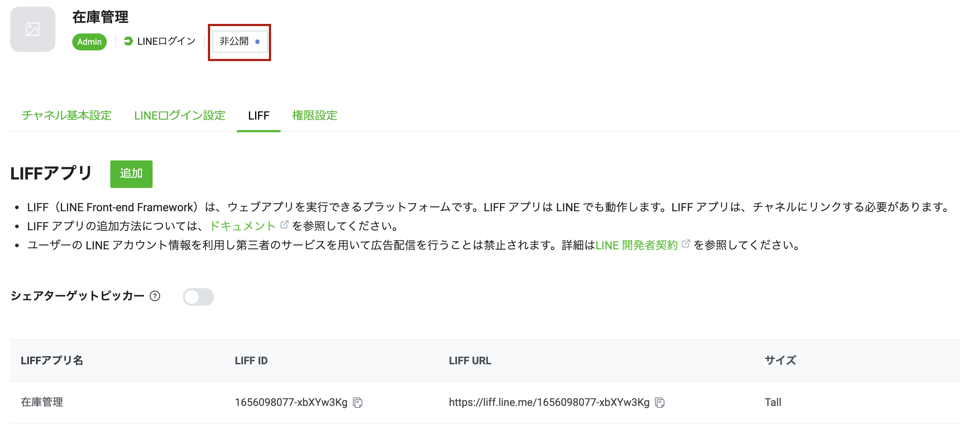 在庫管理
Admin LINEログイン 非公開
チャネル基本設定 LINEログイン設定 LIFF 権限設定
LIFFアプリ 追加
• LIFF（LINE Front-end Framework）は、ウェブアプリを実行できるプラットフォームです。LIFF アプリは LINE でも動作します。LIFF アプリは、チャネルにリンクする必要があります。
• LIFF アプリの追加方法については、ドキュメント を参照してください。
• ユーザーの LINE アカウント情報を利用し第三者のサービスを用いて広告配信を行うことは禁止されます。詳細はLINE 開発者契約 を参照してください。
シェアターゲットピッカー ?
LIFFアプリ名 LIFF ID LIFF URL サイズ
在庫管理 1656098077-xbXYw3Kg https://liff.line.me/1656098077-xbXYw3Kg Tall